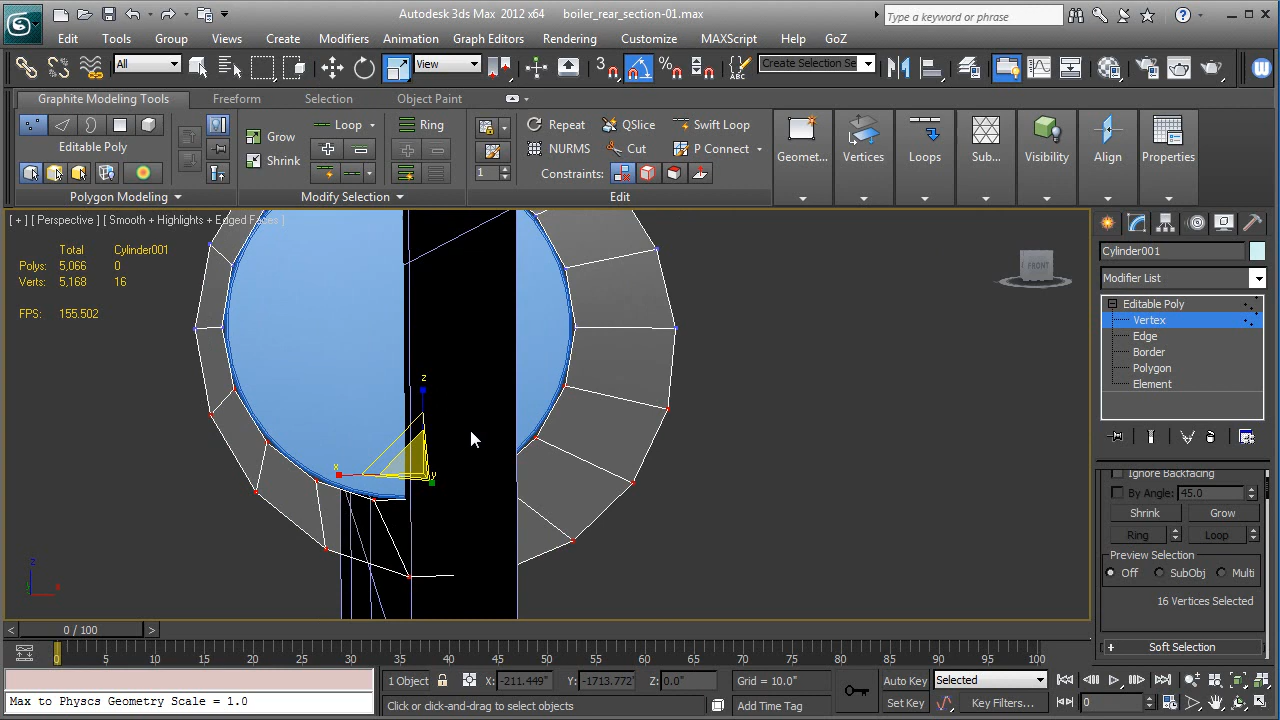 Autodesk 3ds Max 2012 x64 boiler_rear_section-01.max
Type a keyword or phrase
Edit Tools Group Views Create Modifiers Animation Graph Editors Rendering Customize MAXScript Help GoZ
All View 3 Create Selection Se
Graphite Modeling Tools Freeform Selection Object Paint
Editable Poly
Polygon Modeling
Grow
Shrink
Loop
Ring
Modify Selection
1
Repeat QSlice Swift Loop
NURMS Cut P Connect
Constraints:
Edit
Geomet... Vertices Loops Sub... Visibility Align Properties
[ + ] [ Perspective ] [ Smooth + Highlights + Edged Faces ]
Total Cylinder001
Polys: 5,066 0
Verts: 5,168 16
FPS: 155.502
z
x
y
FRONT
z
x
Cylinder001
Modifier List
Editable Poly
Vertex
Edge
Border
Polygon
Element
Ignore Backfacing
By Angle: 45.0
Shrink Grow
Ring Loop
Preview Selection
Off SubObj Multi
16 Vertices Selected
Soft Selection
0 / 100
0 5 10 15 20 25 30 35 40 45 50 55 60 65 70 75 80 85 90 95 100
Max to Physcs Geometry Scale = 1.0
1 Object X: -211.449" Y: -1713.772" Z: 0.0" Grid = 10.0"
Click or click-and-drag to select objects Add Time Tag
Auto Key Selected
Set Key Key Filters... 0